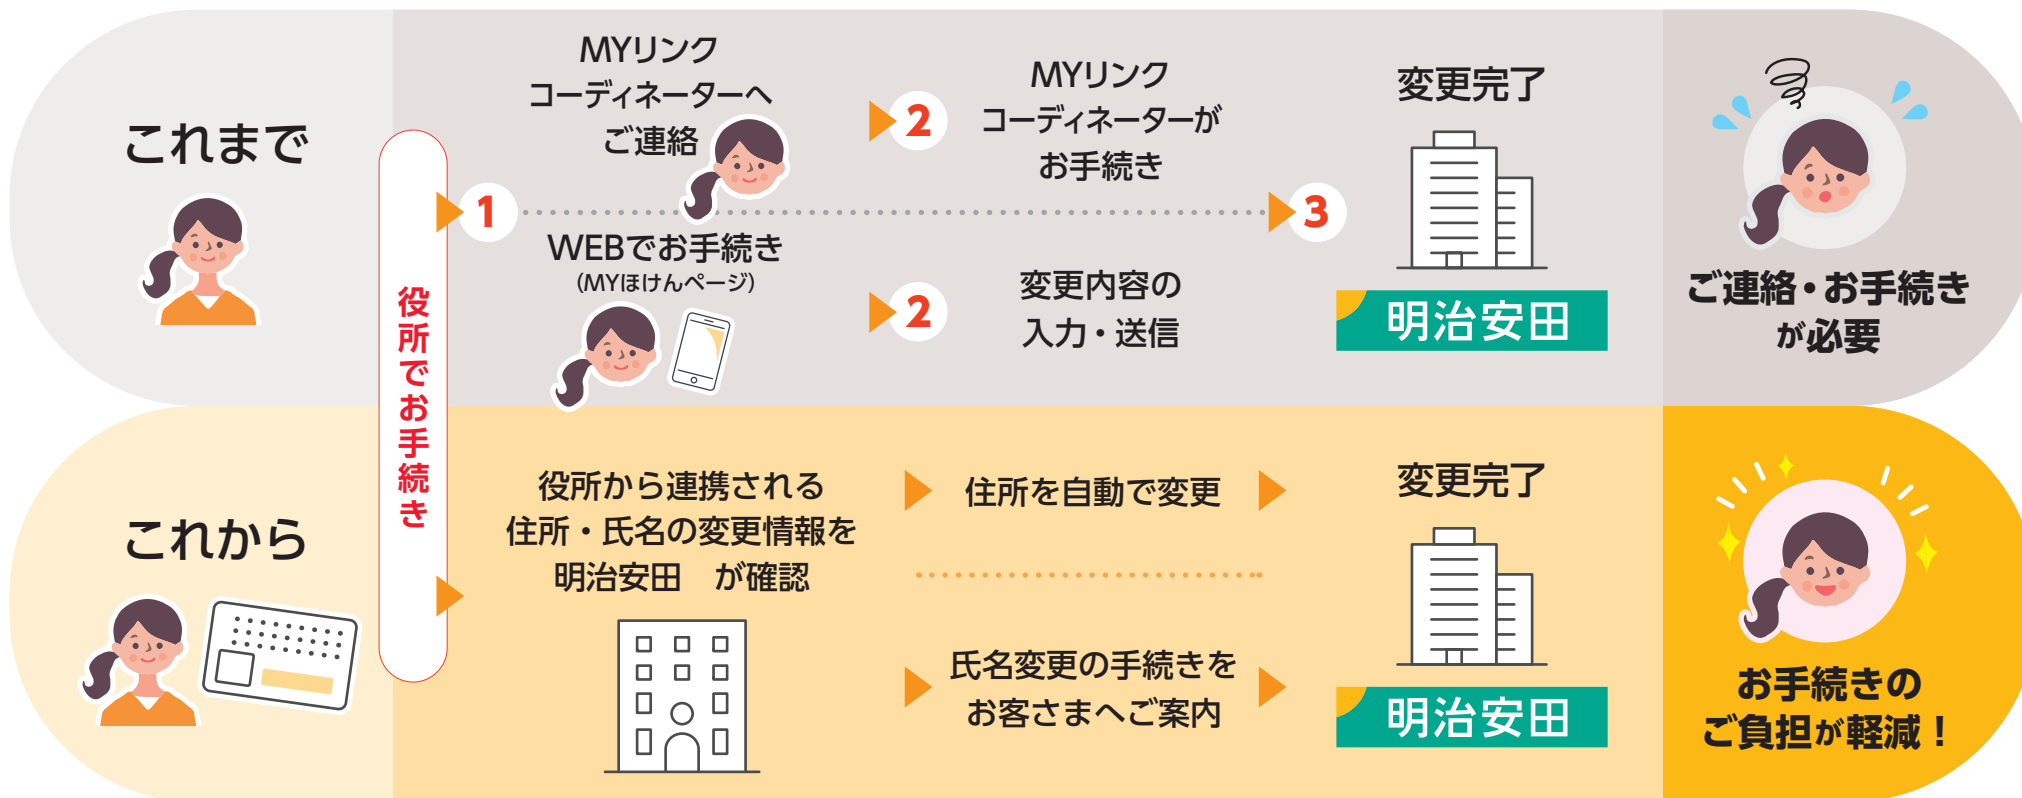 これまで
役所でお手続き
1
MYリンク
コーディネーターへ
ご連絡
2
MYリンク
コーディネーターが
お手続き
WEBでお手続き
（MYほけんページ）
2
変更内容の
入力・送信
3
変更完了
明治安田
ご連絡・お手続き
が必要
これから
役所から連携される
住所・氏名の変更情報を
明治安田　が確認
住所を自動で変更
氏名変更の手続きを
お客さまへご案内
変更完了
明治安田
お手続きの
ご負担が軽減！